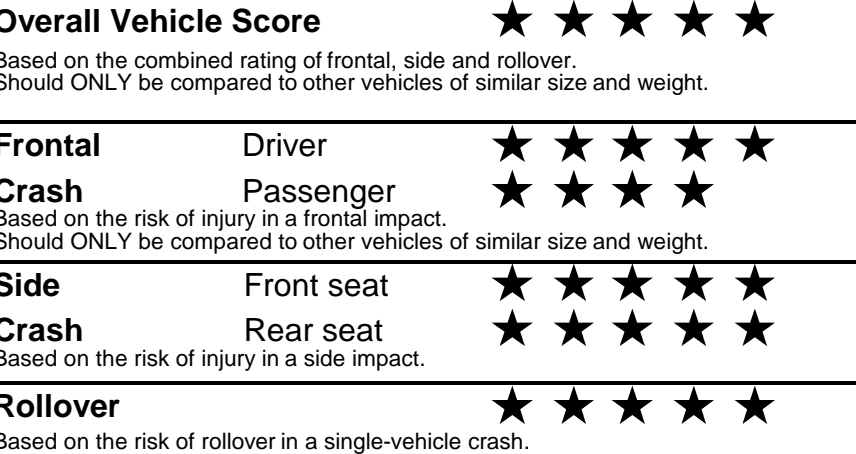 Overall Vehicle Score ★ ★ ★ ★ ★
Based on the combined rating of frontal, side and rollover.
Should ONLY be compared to other vehicles of similar size and weight.
Frontal Driver ★ ★ ★ ★ ★
Crash Passenger ★ ★ ★ ★
Based on the risk of injury in a frontal impact.
Should ONLY be compared to other vehicles of similar size and weight.
Side Front seat ★ ★ ★ ★ ★
Crash Rear seat ★ ★ ★ ★ ★
Based on the risk of injury in a side impact.
Rollover ★ ★ ★ ★ ★
Based on the risk of rollover in a single-vehicle crash.